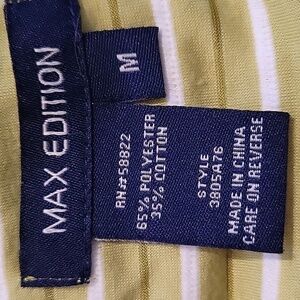 MAX EDITION
M
RN#58822
65% POLYESTER
35% COTTON
STYLE
3805A76
MADE IN CHINA
CARE ON REVERSE